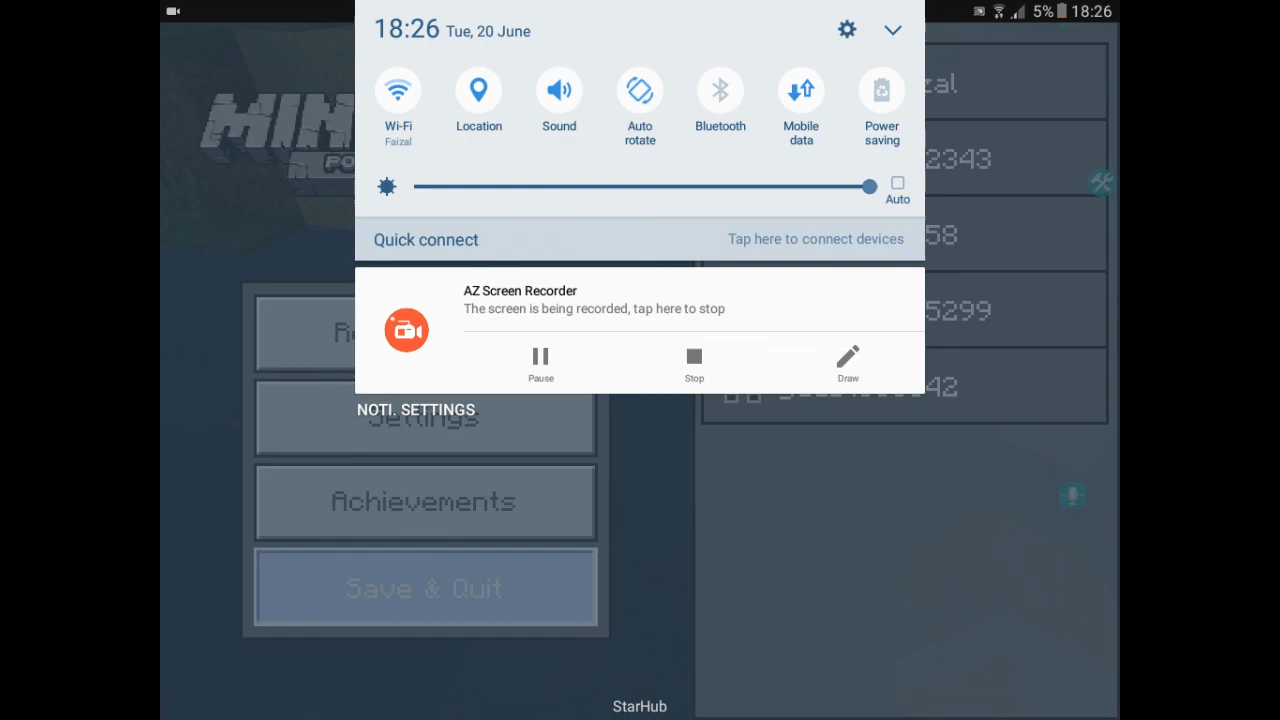 5% 18:26
18:26 Tue, 20 June
Wi-Fi
Faizal
Location
Sound
Auto
rotate
Bluetooth
Mobile
data
Power
saving
Auto
Quick connect
Tap here to connect devices
AZ Screen Recorder
The screen is being recorded, tap here to stop
Pause
Stop
Draw
NOTI. SETTINGS
Settings
Achievements
Save & Quit
StarHub